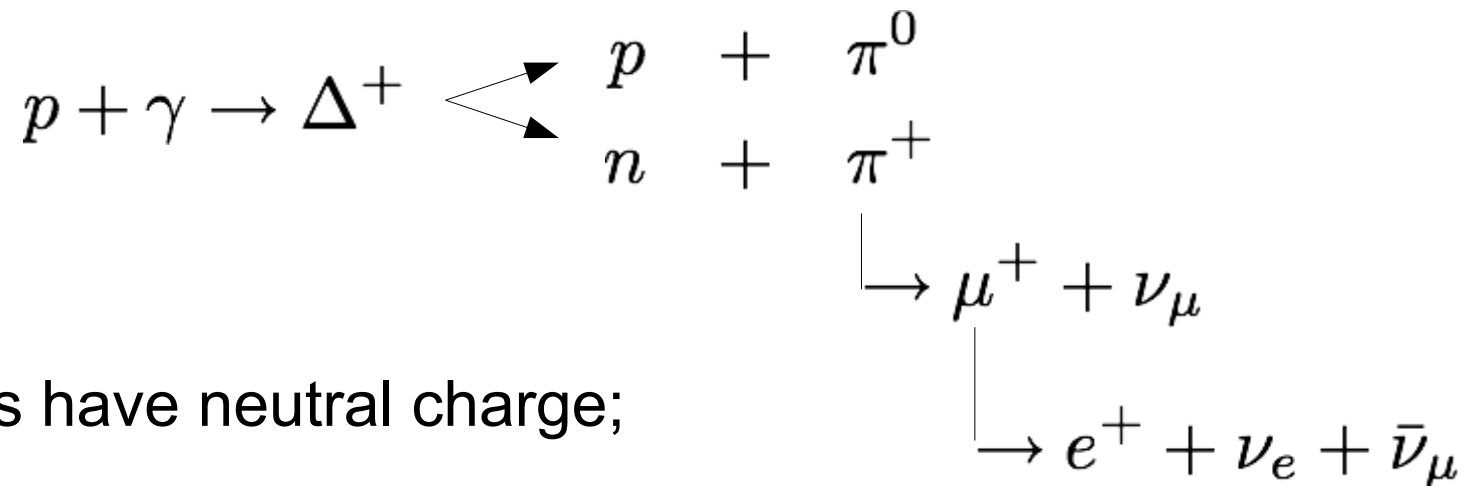 p + π⁰
p + γ → Δ⁺
n + π⁺
→ μ⁺ + ν_μ
s have neutral charge;
→ e⁺ + ν_e + ν̄_μ